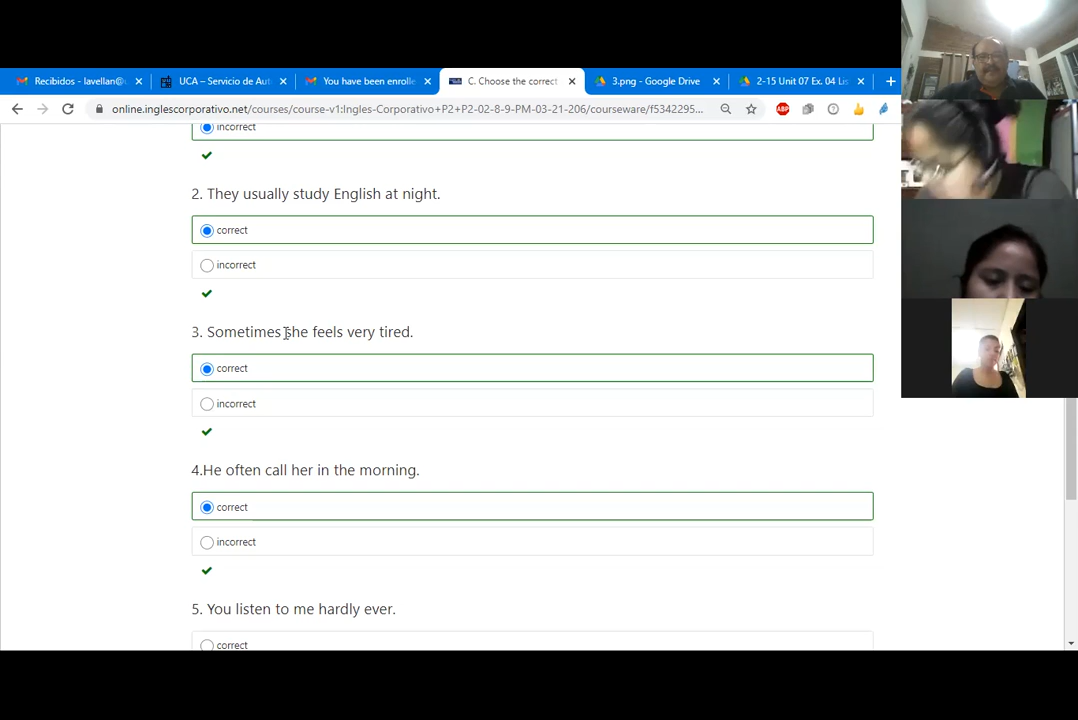 Recibidos - lavellan@
UCA – Servicio de Aut
You have been enrolle
C. Choose the correct
3.png - Google Drive
2-15 Unit 07 Ex. 04 Lis
online.inglescorporativo.net/courses/course-v1:Ingles-Corporativo+P2+P2-02-8-9-PM-03-21-206/courseware/f5342295...
ABP
incorrect
2. They usually study English at night.
correct
incorrect
3. Sometimes she feels very tired.
correct
incorrect
4.He often call her in the morning.
correct
incorrect
5. You listen to me hardly ever.
correct